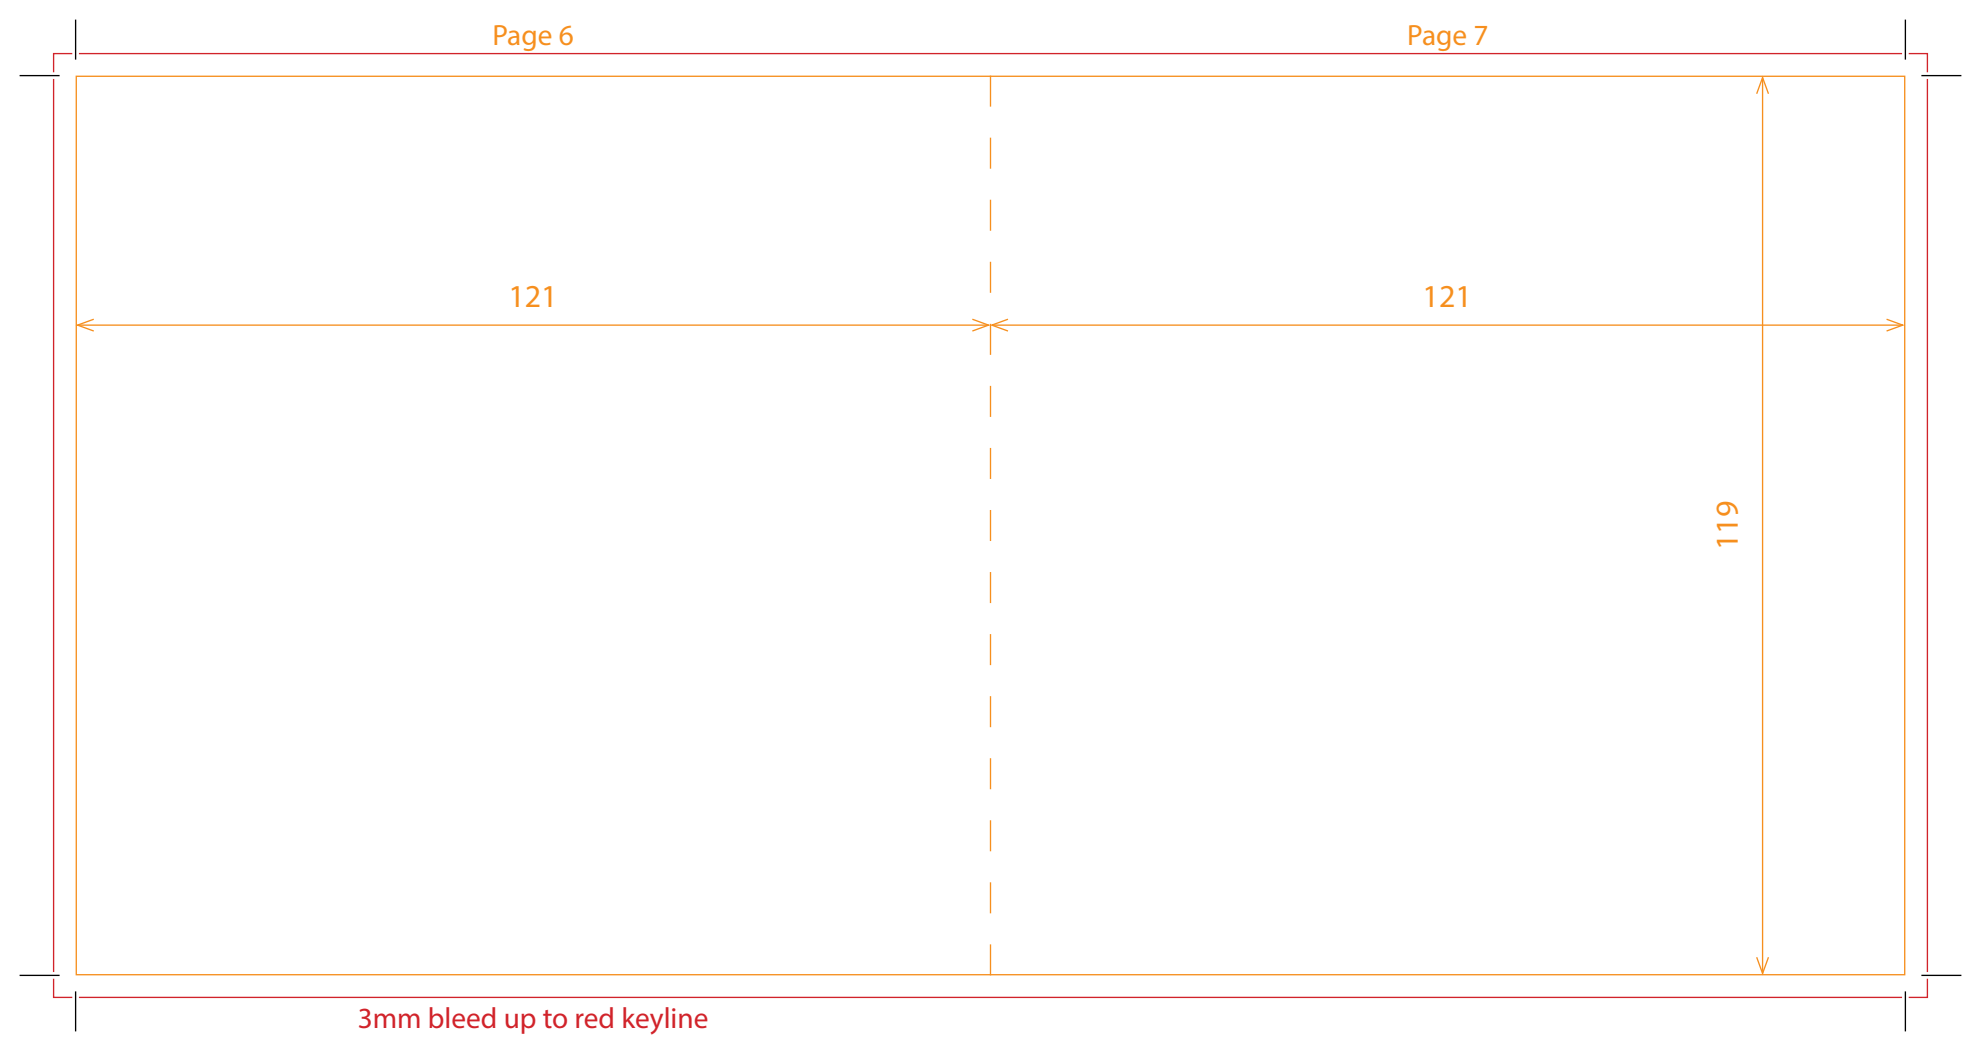 Page 6
Page 7
121
121
119
3mm bleed up to red keyline